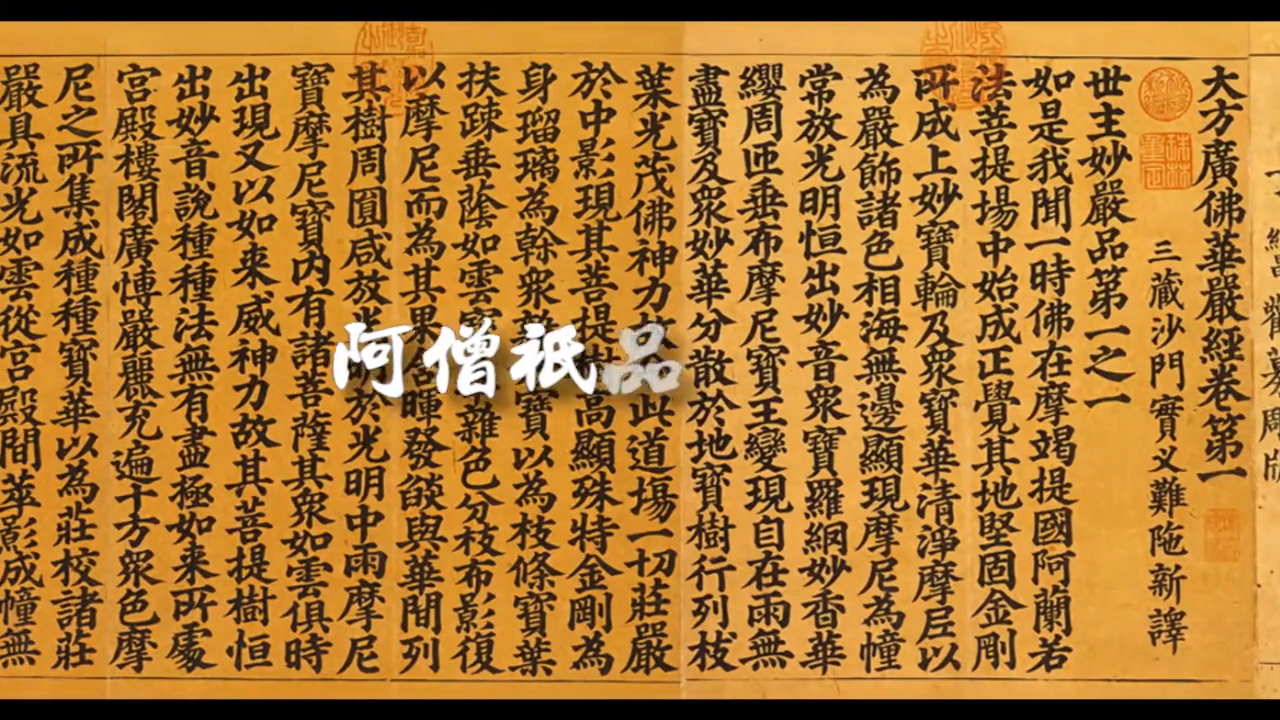 大方廣佛華嚴經卷第一
三藏沙門實叉難陁新譯
世主妙嚴品第一之一
如是我聞一時佛在摩竭提國阿蘭若
法菩提場中始成正覺其地堅固金剛
所成上妙寶輪及眾寶華清淨摩尼以
為嚴飾諸色相海無邊顯現摩尼為幢
常放光明恒出妙音眾寶羅網妙香華
纓周匝垂布摩尼寶王變現自在雨無
盡寶及眾妙華分散於地寶樹行列枝
葉光茂佛神力故 此道場一切莊嚴
於中影現其菩提樹高顯殊特金剛為
身瑠璃為幹眾 寶以為枝條寶葉
扶踈垂蔭如雲 雜色分枝布影復
以摩尼而為其果含暉發燄與華間列
其樹周圓咸放光明於光明中雨摩尼
寶摩尼寶內有諸菩薩其眾如雲俱時
出現又以如来威神力故其菩提樹恒
出妙音說種種法無有盡極如来所處
宮殿樓閣廣博嚴麗充遍十方眾色摩
尼之所集成種種寶華以為莊校諸莊
嚴具流光如雲從宮殿間華影成幢無
阿僧祇品